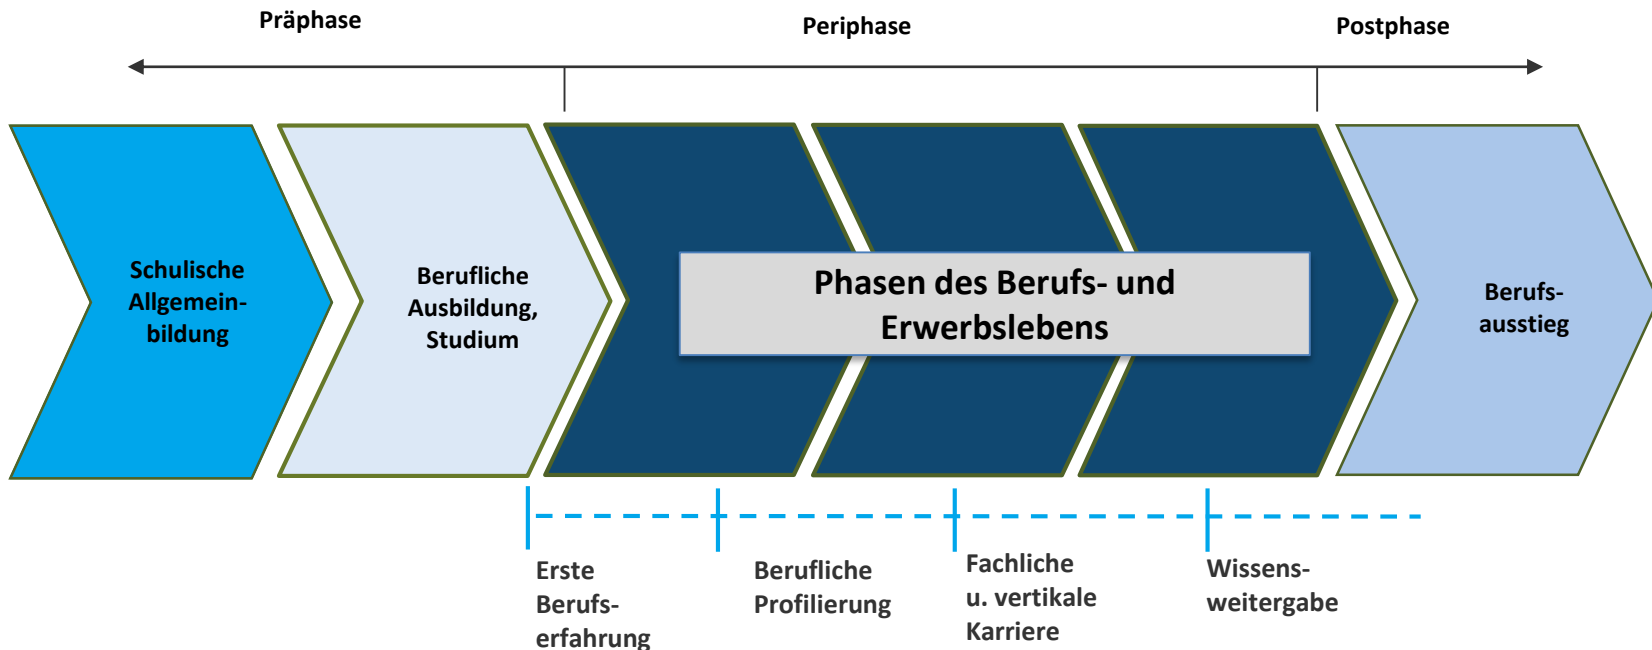 Präphase
Periphase
Postphase
Schulische
Allgemein-
bildung
Berufliche
Ausbildung,
Studium
Phasen des Berufs- und
Erwerbslebens
Berufs-
ausstieg
Erste
Berufs-
erfahrung
Berufliche
Profilierung
Fachliche
u. vertikale
Karriere
Wissens-
weitergabe